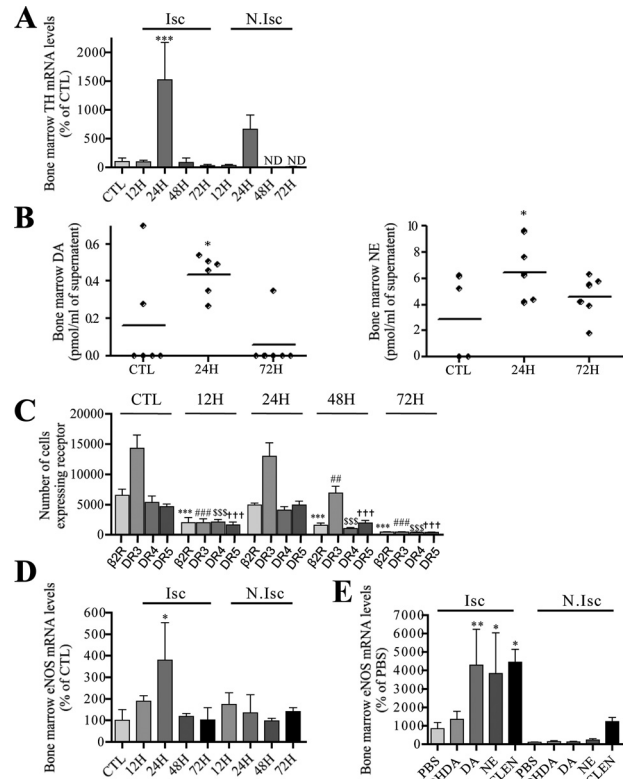 A
Isc
N.Isc
Bone marrow TH mRNA levels
(% of CTL)
2000
1500
1000
500
0
***
ND ND
CTL 12H 24H 48H 72H 12H 24H 48H 72H
B
Bone marrow DA
(pmol/ml of supernatent)
0.6
0.4
0.2
0.0
*
CTL 24H 72H
Bone marrow NE
(pmol/ml of supernatent)
10
8
6
4
2
0
*
CTL 24H 72H
C
CTL 12H 24H 48H 72H
Number of cells
expressing receptor
20000
15000
10000
5000
0
*** ### $$$ †††
*** ## $$$ †††
*** ### $$$ †††
β2R DR3 DR4 DR5 β2R DR3 DR4 DR5 β2R DR3 DR4 DR5 β2R DR3 DR4 DR5 β2R DR3 DR4 DR5
D
Isc
N.Isc
Bone marrow eNOS mRNA levels
(% of CTL)
600
500
400
300
200
100
0
*
CTL 12H 24H 48H 72H 12H 24H 48H 72H
E
Isc
N.Isc
Bone marrow eNOS mRNA levels
(% of PBS)
7000
6000
5000
4000
3000
2000
1000
0
** * *
PBS HDA DA NE CLEN PBS HDA DA NE CLEN